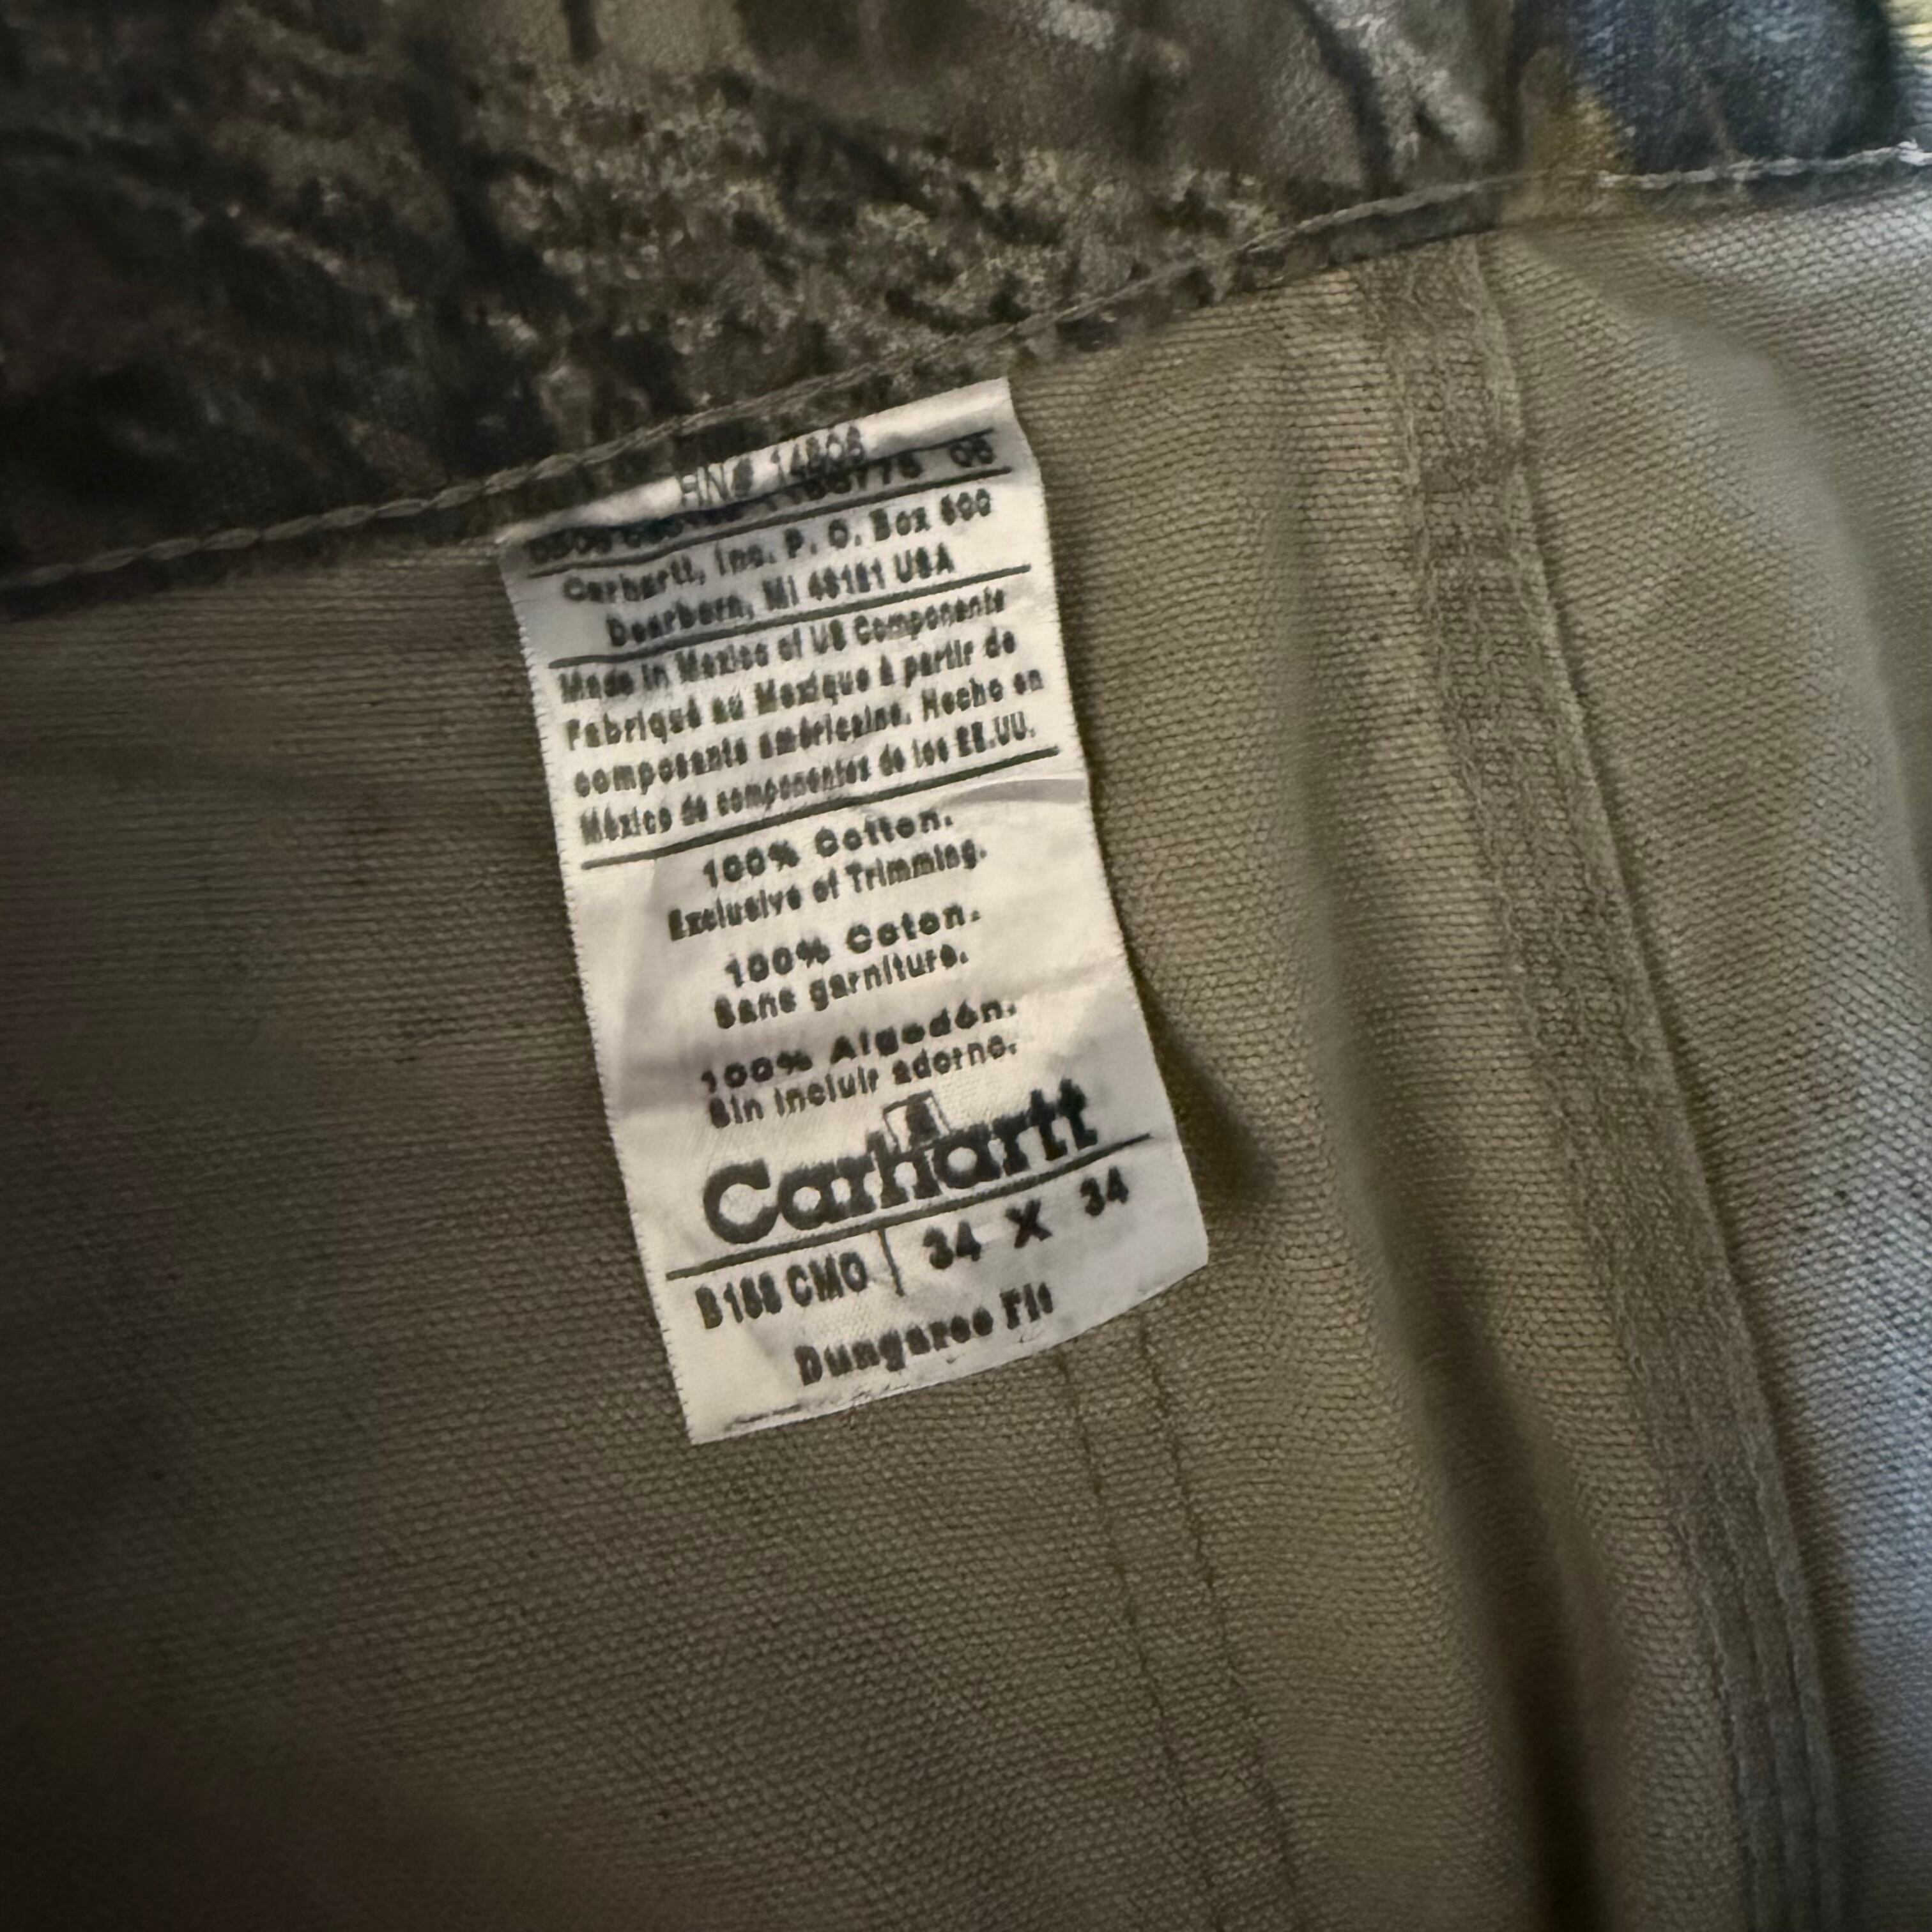 RN# 14806
06
Carhartt, Inc. P. O. Box 600
Dearborn, MI 48121 USA
Made in Mexico of US Components
Fabriqué au Mexique à partir de
composants américains. Hecho en
México de componentes de los EE.UU.
100% Cotton.
Exclusive of Trimming.
100% Coton.
Sans garniture.
100% Algodón.
Sin incluir adorno.
Carhartt
B188 CMO 34 X 34
Dungaree Fit